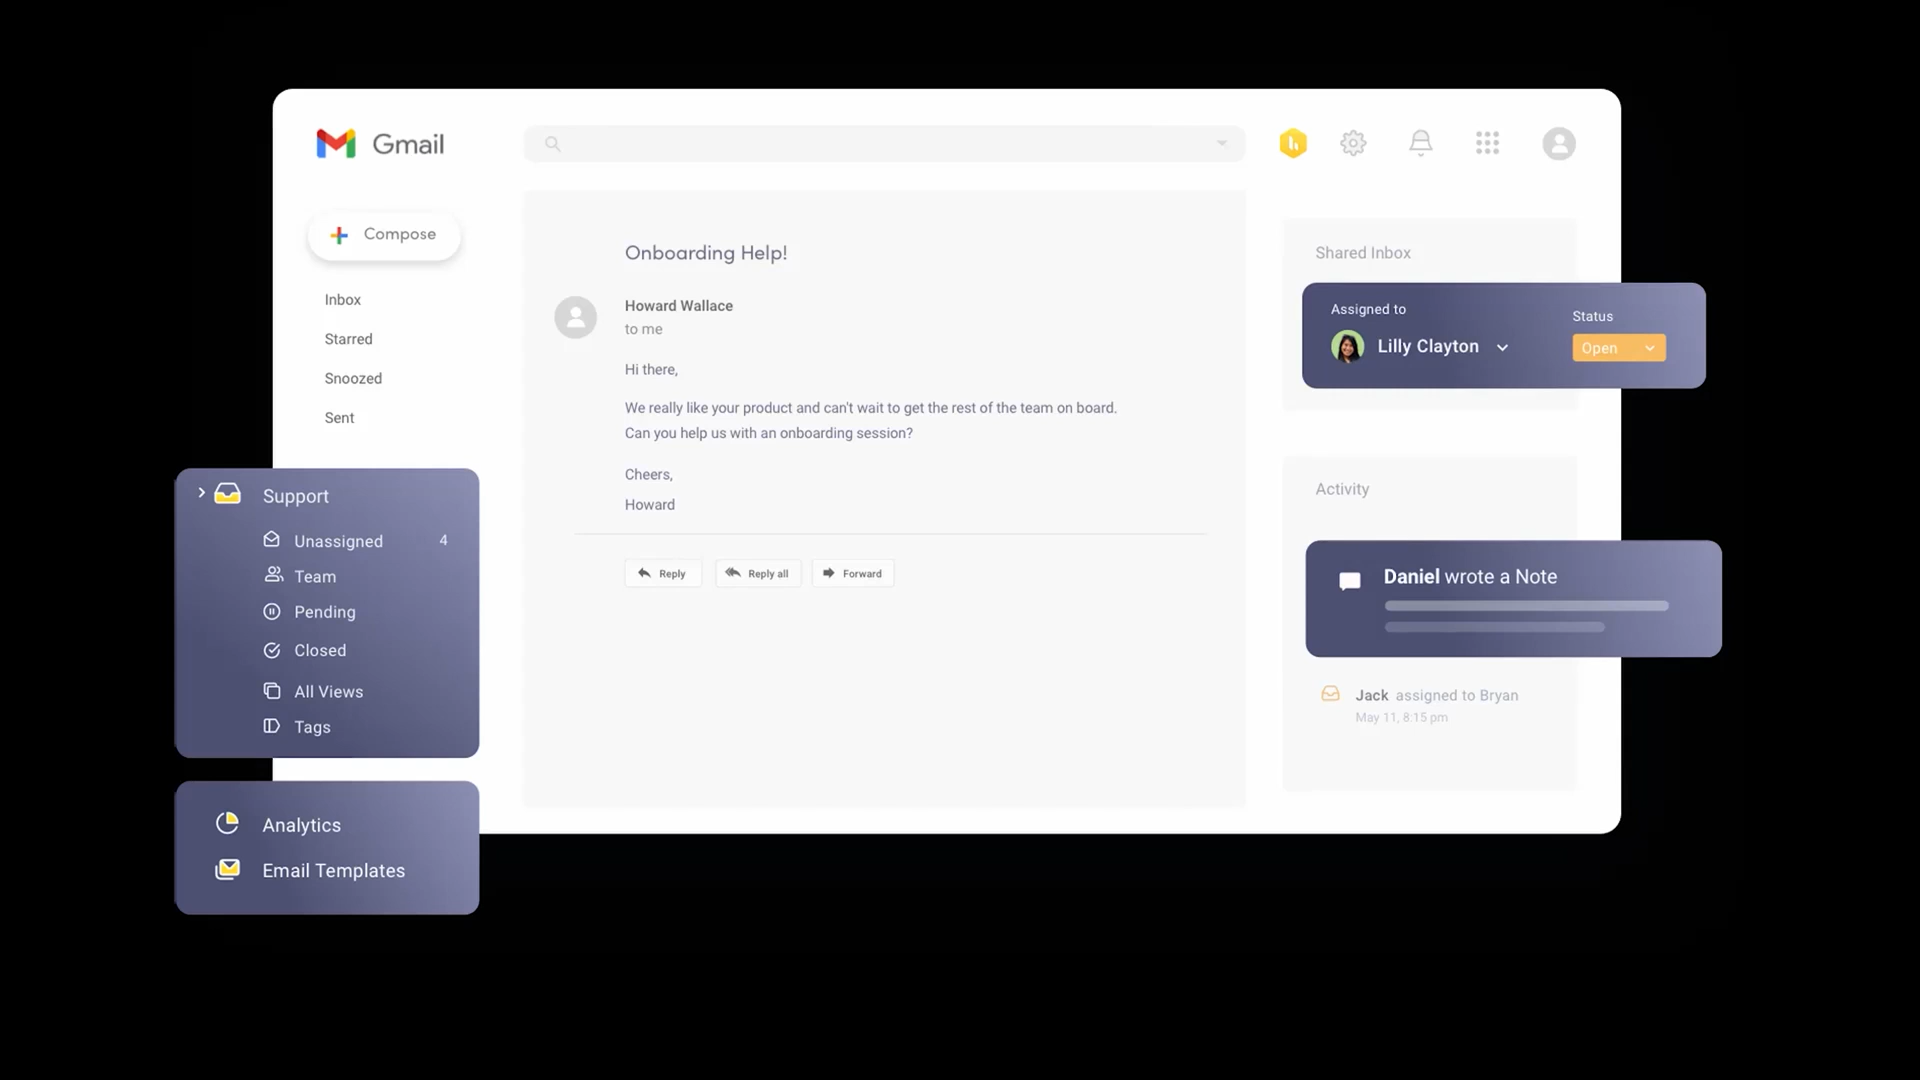 Gmail
Compose
Inbox
Starred
Snoozed
Sent
Support
Unassigned 4
Team
Pending
Closed
All Views
Tags
Analytics
Email Templates
Onboarding Help!
Howard Wallace
to me
Hi there,
We really like your product and can't wait to get the rest of the team on board.
Can you help us with an onboarding session?
Cheers,
Howard
Reply Reply all Forward
Shared Inbox
Assigned to
Lilly Clayton
Status
Open
Activity
Daniel wrote a Note
Jack assigned to Bryan
May 11, 8:15 pm